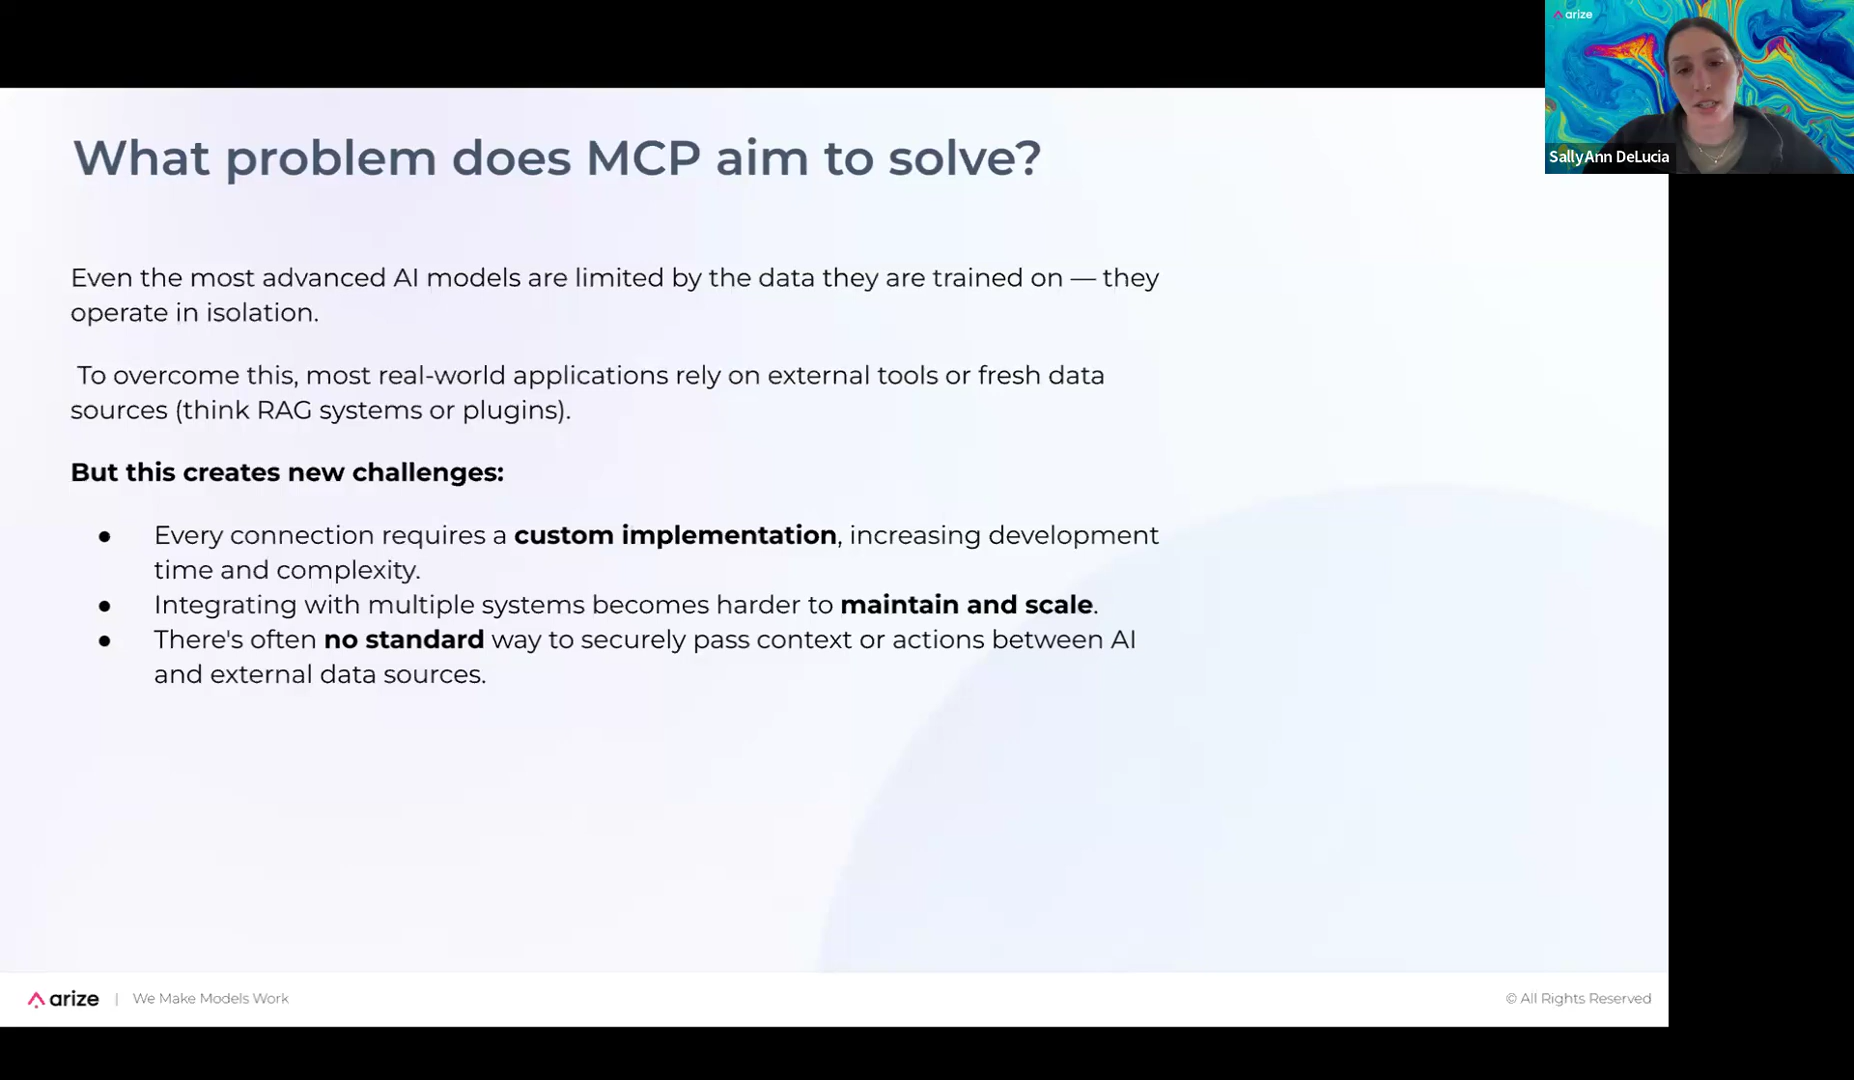 arize
SallyAnn DeLucia
What problem does MCP aim to solve?
Even the most advanced AI models are limited by the data they are trained on — they
operate in isolation.
To overcome this, most real-world applications rely on external tools or fresh data
sources (think RAG systems or plugins).
But this creates new challenges:
● Every connection requires a custom implementation, increasing development
time and complexity.
● Integrating with multiple systems becomes harder to maintain and scale.
● There's often no standard way to securely pass context or actions between AI
and external data sources.
arize | We Make Models Work
© All Rights Reserved